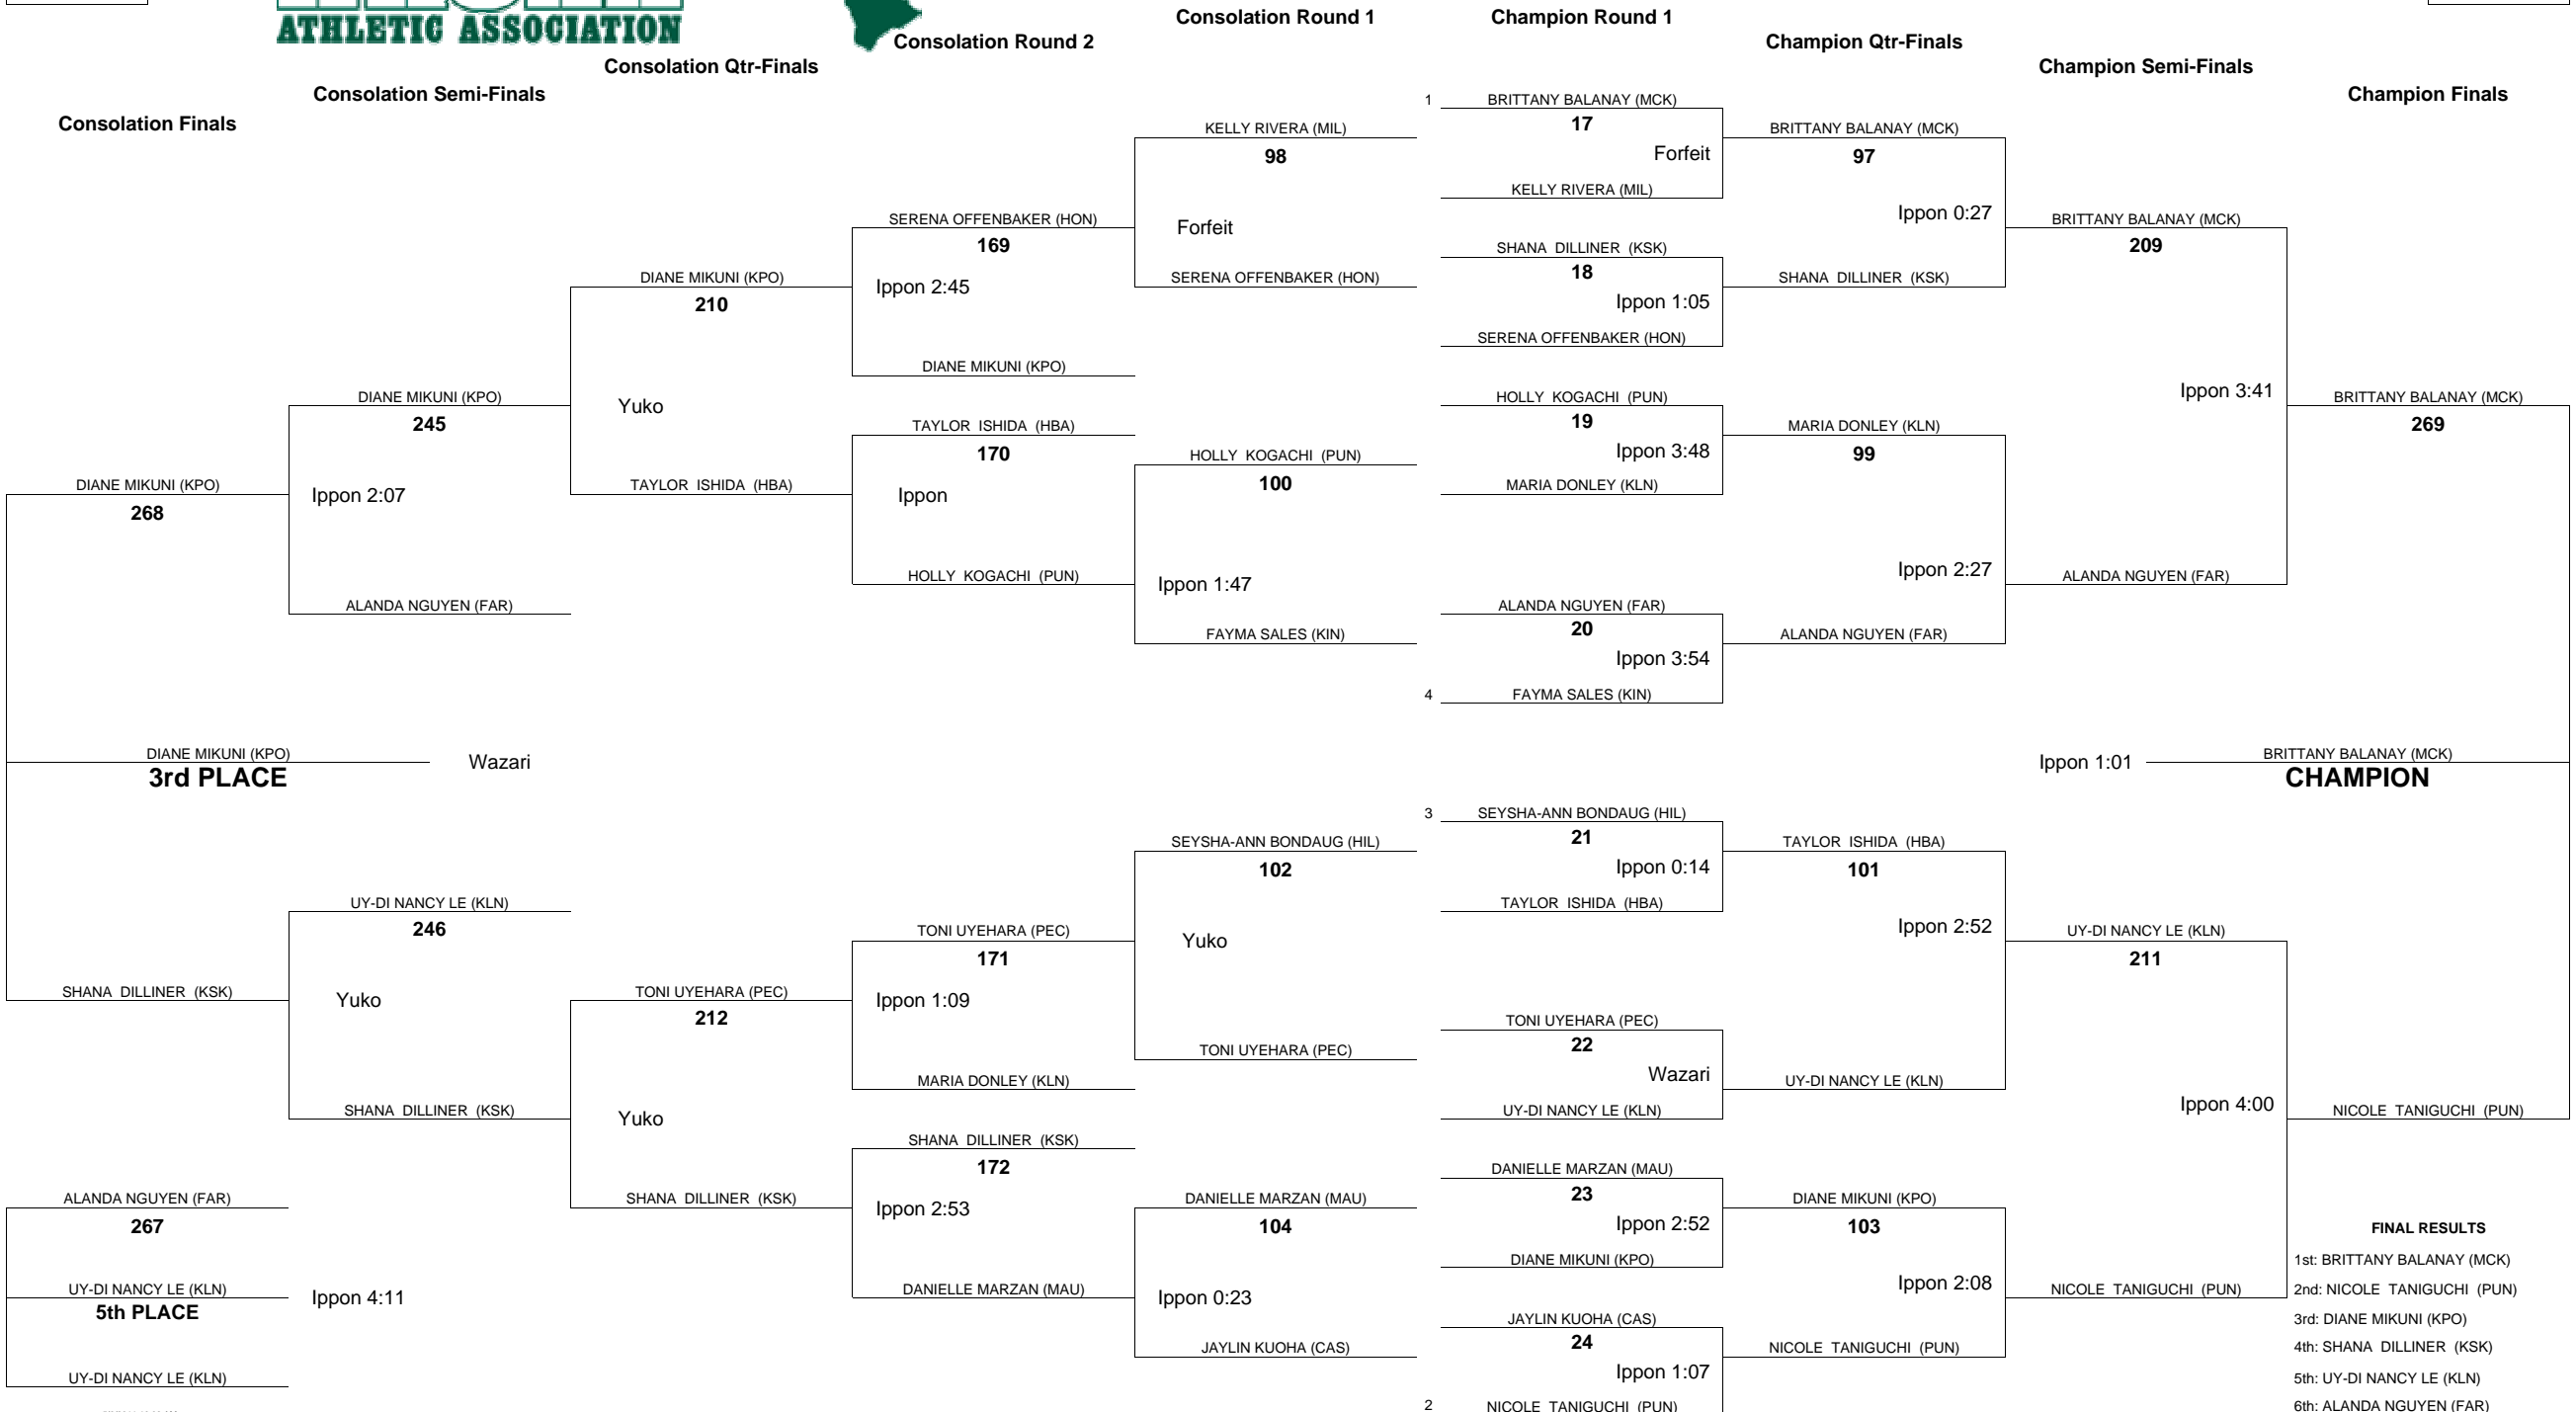 ATHLETIC ASSOCIATION
Consolation Round 1
Champion Round 1
Consolation Round 2
Champion Qtr-Finals
Consolation Qtr-Finals
Champion Semi-Finals
Consolation Semi-Finals
Champion Finals
Consolation Finals
DIANE MIKUNI (KPO)
268
DIANE MIKUNI (KPO)
3rd PLACE
Wazari
SHANA DILLINER (KSK)
ALANDA NGUYEN (FAR)
267
UY-DI NANCY LE (KLN)
5th PLACE
Ippon 4:11
UY-DI NANCY LE (KLN)
DIANE MIKUNI (KPO)
245
Ippon 2:07
ALANDA NGUYEN (FAR)
UY-DI NANCY LE (KLN)
246
Yuko
SHANA DILLINER (KSK)
DIANE MIKUNI (KPO)
210
Yuko
TAYLOR ISHIDA (HBA)
TONI UYEHARA (PEC)
212
Yuko
SHANA DILLINER (KSK)
SERENA OFFENBAKER (HON)
169
Ippon 2:45
DIANE MIKUNI (KPO)
TAYLOR ISHIDA (HBA)
170
Ippon
HOLLY KOGACHI (PUN)
TONI UYEHARA (PEC)
171
Ippon 1:09
MARIA DONLEY (KLN)
SHANA DILLINER (KSK)
172
Ippon 2:53
DANIELLE MARZAN (MAU)
KELLY RIVERA (MIL)
98
Forfeit
SERENA OFFENBAKER (HON)
HOLLY KOGACHI (PUN)
100
Ippon 1:47
FAYMA SALES (KIN)
SEYSHA-ANN BONDAUG (HIL)
102
Yuko
TONI UYEHARA (PEC)
DANIELLE MARZAN (MAU)
104
Ippon 0:23
JAYLIN KUOHA (CAS)
1 BRITTANY BALANAY (MCK)
17
Forfeit
KELLY RIVERA (MIL)
SHANA DILLINER (KSK)
18
Ippon 1:05
SERENA OFFENBAKER (HON)
HOLLY KOGACHI (PUN)
19
Ippon 3:48
MARIA DONLEY (KLN)
ALANDA NGUYEN (FAR)
20
Ippon 3:54
4 FAYMA SALES (KIN)
3 SEYSHA-ANN BONDAUG (HIL)
21
Ippon 0:14
TAYLOR ISHIDA (HBA)
TONI UYEHARA (PEC)
22
Wazari
UY-DI NANCY LE (KLN)
DANIELLE MARZAN (MAU)
23
Ippon 2:52
DIANE MIKUNI (KPO)
JAYLIN KUOHA (CAS)
24
Ippon 1:07
2 NICOLE TANIGUCHI (PUN)
BRITTANY BALANAY (MCK)
97
Ippon 0:27
SHANA DILLINER (KSK)
MARIA DONLEY (KLN)
99
Ippon 2:27
ALANDA NGUYEN (FAR)
TAYLOR ISHIDA (HBA)
101
Ippon 2:52
UY-DI NANCY LE (KLN)
DIANE MIKUNI (KPO)
103
Ippon 2:08
NICOLE TANIGUCHI (PUN)
BRITTANY BALANAY (MCK)
209
Ippon 3:41
ALANDA NGUYEN (FAR)
UY-DI NANCY LE (KLN)
211
Ippon 4:00
NICOLE TANIGUCHI (PUN)
BRITTANY BALANAY (MCK)
269
Ippon 1:01
BRITTANY BALANAY (MCK)
CHAMPION
NICOLE TANIGUCHI (PUN)
FINAL RESULTS
1st: BRITTANY BALANAY (MCK)
2nd: NICOLE TANIGUCHI (PUN)
3rd: DIANE MIKUNI (KPO)
4th: SHANA DILLINER (KSK)
5th: UY-DI NANCY LE (KLN)
6th: ALANDA NGUYEN (FAR)